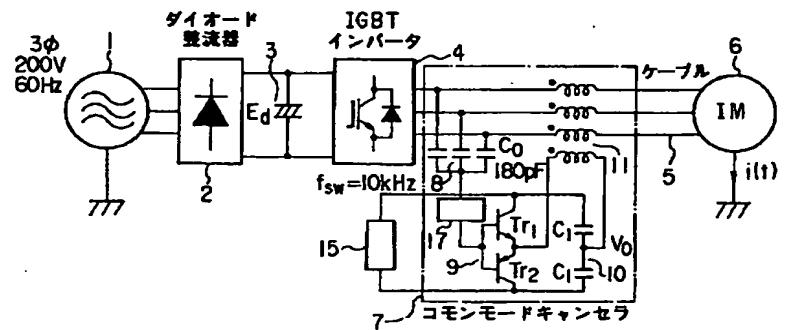 ダイオード
整流器
IGBT
インバータ
3φ
200V
60Hz
1
3
4
6
ケーブル
Ed
IM
C0
180pF
11
8
5
i(t)
2
fsw=10kHz
15
17
Tr1
C1
V0
9
Tr2
C1
10
7
コモンモードキャンセラ